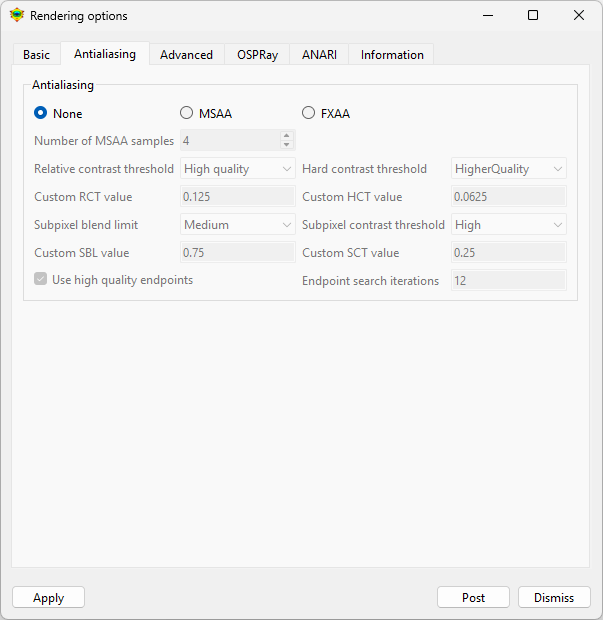 Rendering options
Basic Antialiasing Advanced OSPRay ANARI Information
Antialiasing
None MSAA FXAA
Number of MSAA samples 4
Relative contrast threshold High quality Hard contrast threshold HigherQuality
Custom RCT value 0.125 Custom HCT value 0.0625
Subpixel blend limit Medium Subpixel contrast threshold High
Custom SBL value 0.75 Custom SCT value 0.25
Use high quality endpoints Endpoint search iterations 12
Apply Post Dismiss